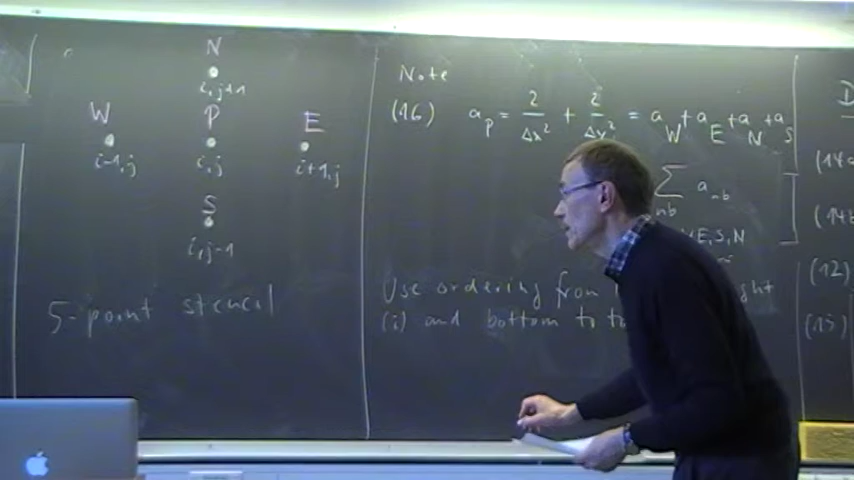 N
i,j+1
W P E
i-1,j i,j i+1,j
S
i,j-1
5-point stencil
Note
(16) a_P = 2/Δx² + 2/Δy² = a_W + a_E + a_N + a_S
∑ a_nb
nb
E,S,N
Use ordering from
(i) and bottom to
D
(14a
(14b
(12)